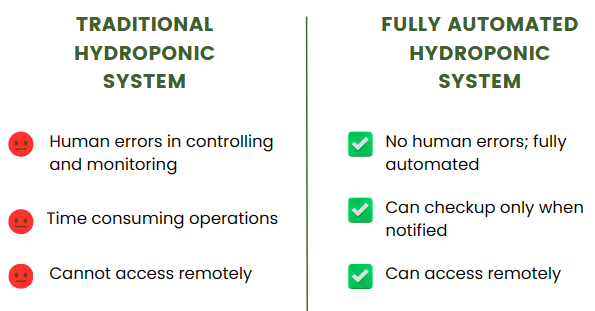 TRADITIONAL
HYDROPONIC
SYSTEM
Human errors in controlling
and monitoring
Time consuming operations
Cannot access remotely
FULLY AUTOMATED
HYDROPONIC
SYSTEM
No human errors; fully
automated
Can checkup only when
notified
Can access remotely